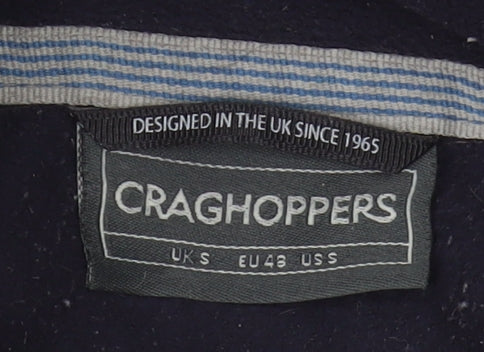 DESIGNED IN THE UK SINCE 1965
CRAGHOPPERS
UK S EU 48 US S